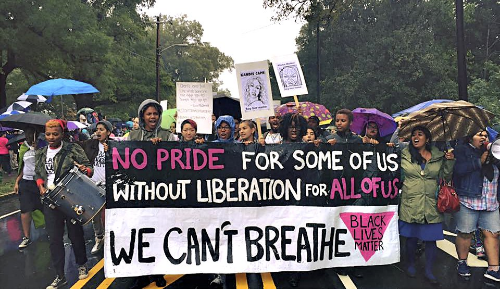 NO PRIDE FOR SOME OF US
WITHOUT LIBERATION FOR ALL OF US
WE CAN'T BREATHE
BLACK
LIVES
MATTER